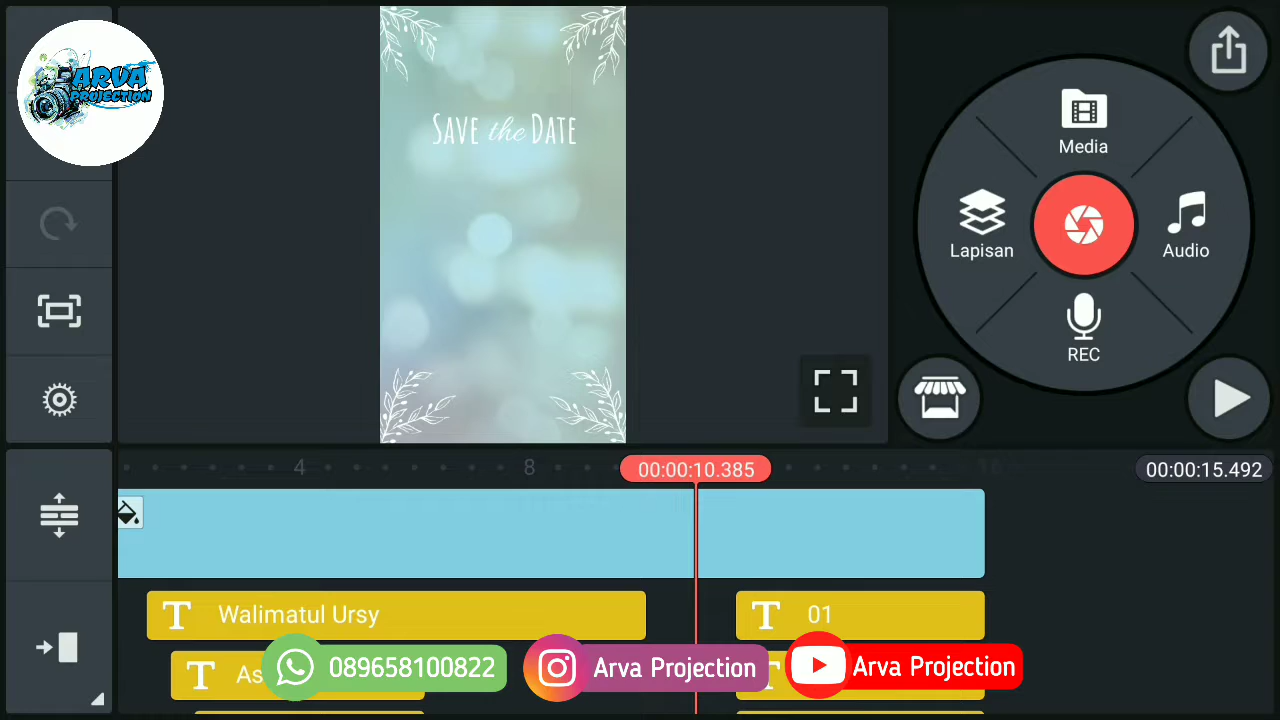 ARVA
PROJECTION
SAVE the DATE
Media
Lapisan
Audio
REC
4
8
00:00:10.385
00:00:15.492
Walimatul Ursy
01
As
089658100822
Arva Projection
Arva Projection